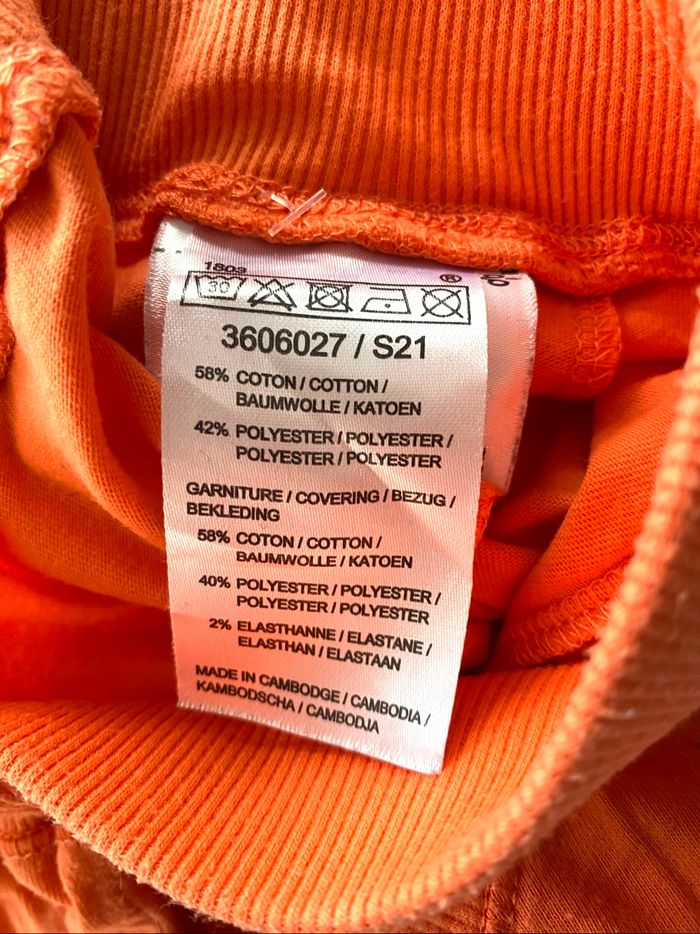 30
®
3606027 / S21
58% COTON / COTTON /
BAUMWOLLE / KATOEN
42% POLYESTER / POLYESTER /
POLYESTER / POLYESTER
GARNITURE / COVERING / BEZUG /
BEKLEDING
58% COTON / COTTON /
BAUMWOLLE / KATOEN
40% POLYESTER / POLYESTER /
POLYESTER / POLYESTER
2% ELASTHANNE / ELASTANE /
ELASTHAN / ELASTAAN
MADE IN CAMBODGE / CAMBODIA /
KAMBODSCHA / CAMBODJA